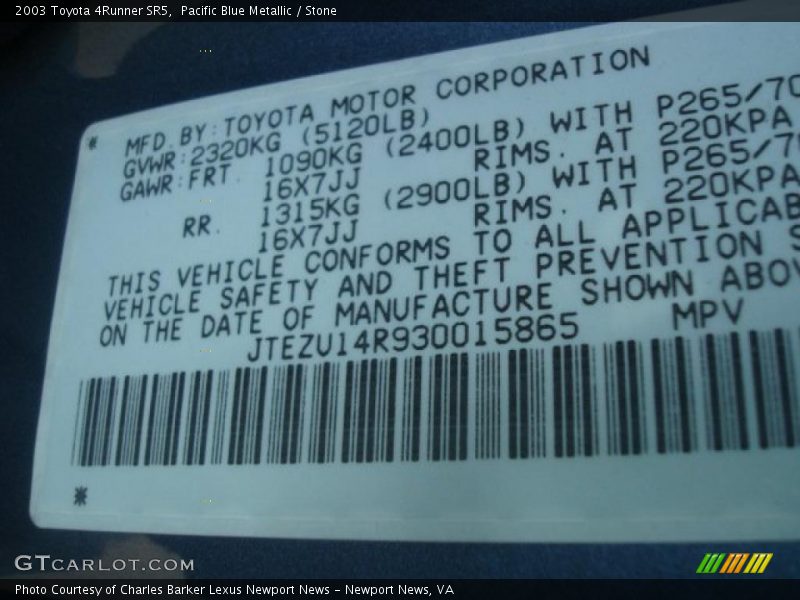 2003 Toyota 4Runner SR5,  Pacific Blue Metallic / Stone
MFD.BY:TOYOTA MOTOR CORPORATION
GVWR:2320KG (5120LB)
GAWR:FRT. 1090KG (2400LB) WITH P265/70
16X7JJ RIMS. AT 220KPA
RR. 1315KG (2900LB) WITH P265/70
16X7JJ RIMS. AT 220KPA
THIS VEHICLE CONFORMS TO ALL APPLICAB
VEHICLE SAFETY AND THEFT PREVENTION S
ON THE DATE OF MANUFACTURE SHOWN ABOV
JTEZU14R930015865 MPV
GTCARLOT.COM
Photo Courtesy of Charles Barker Lexus Newport News - Newport News, VA